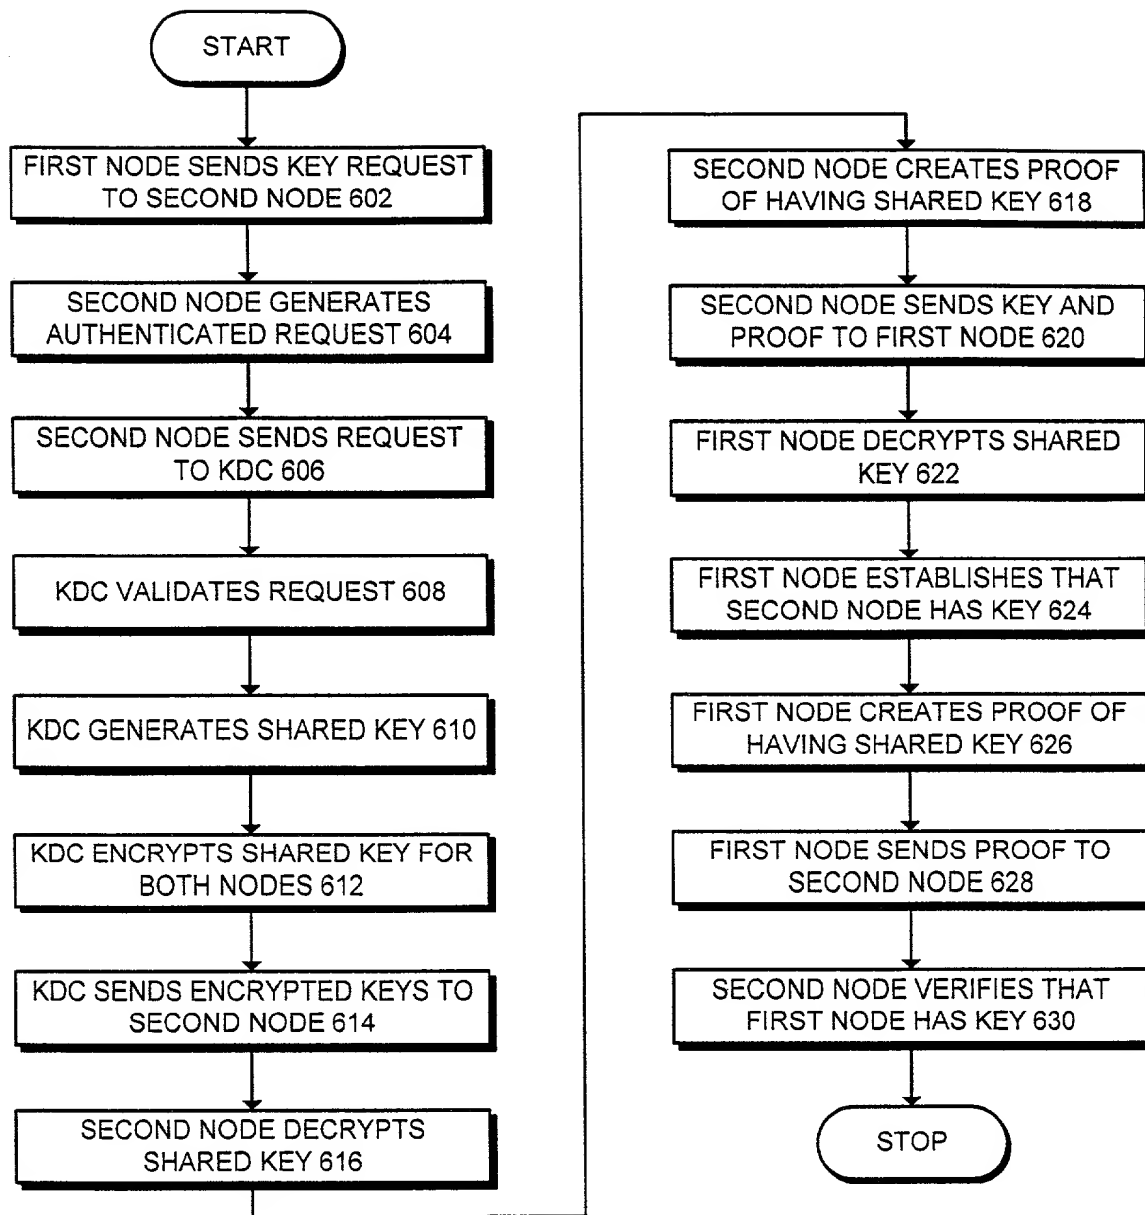 START
FIRST NODE SENDS KEY REQUEST
TO SECOND NODE 602
SECOND NODE GENERATES
AUTHENTICATED REQUEST 604
SECOND NODE SENDS REQUEST
TO KDC 606
KDC VALIDATES REQUEST 608
KDC GENERATES SHARED KEY 610
KDC ENCRYPTS SHARED KEY FOR
BOTH NODES 612
KDC SENDS ENCRYPTED KEYS TO
SECOND NODE 614
SECOND NODE DECRYPTS
SHARED KEY 616
SECOND NODE CREATES PROOF
OF HAVING SHARED KEY 618
SECOND NODE SENDS KEY AND
PROOF TO FIRST NODE 620
FIRST NODE DECRYPTS SHARED
KEY 622
FIRST NODE ESTABLISHES THAT
SECOND NODE HAS KEY 624
FIRST NODE CREATES PROOF OF
HAVING SHARED KEY 626
FIRST NODE SENDS PROOF TO
SECOND NODE 628
SECOND NODE VERIFIES THAT
FIRST NODE HAS KEY 630
STOP